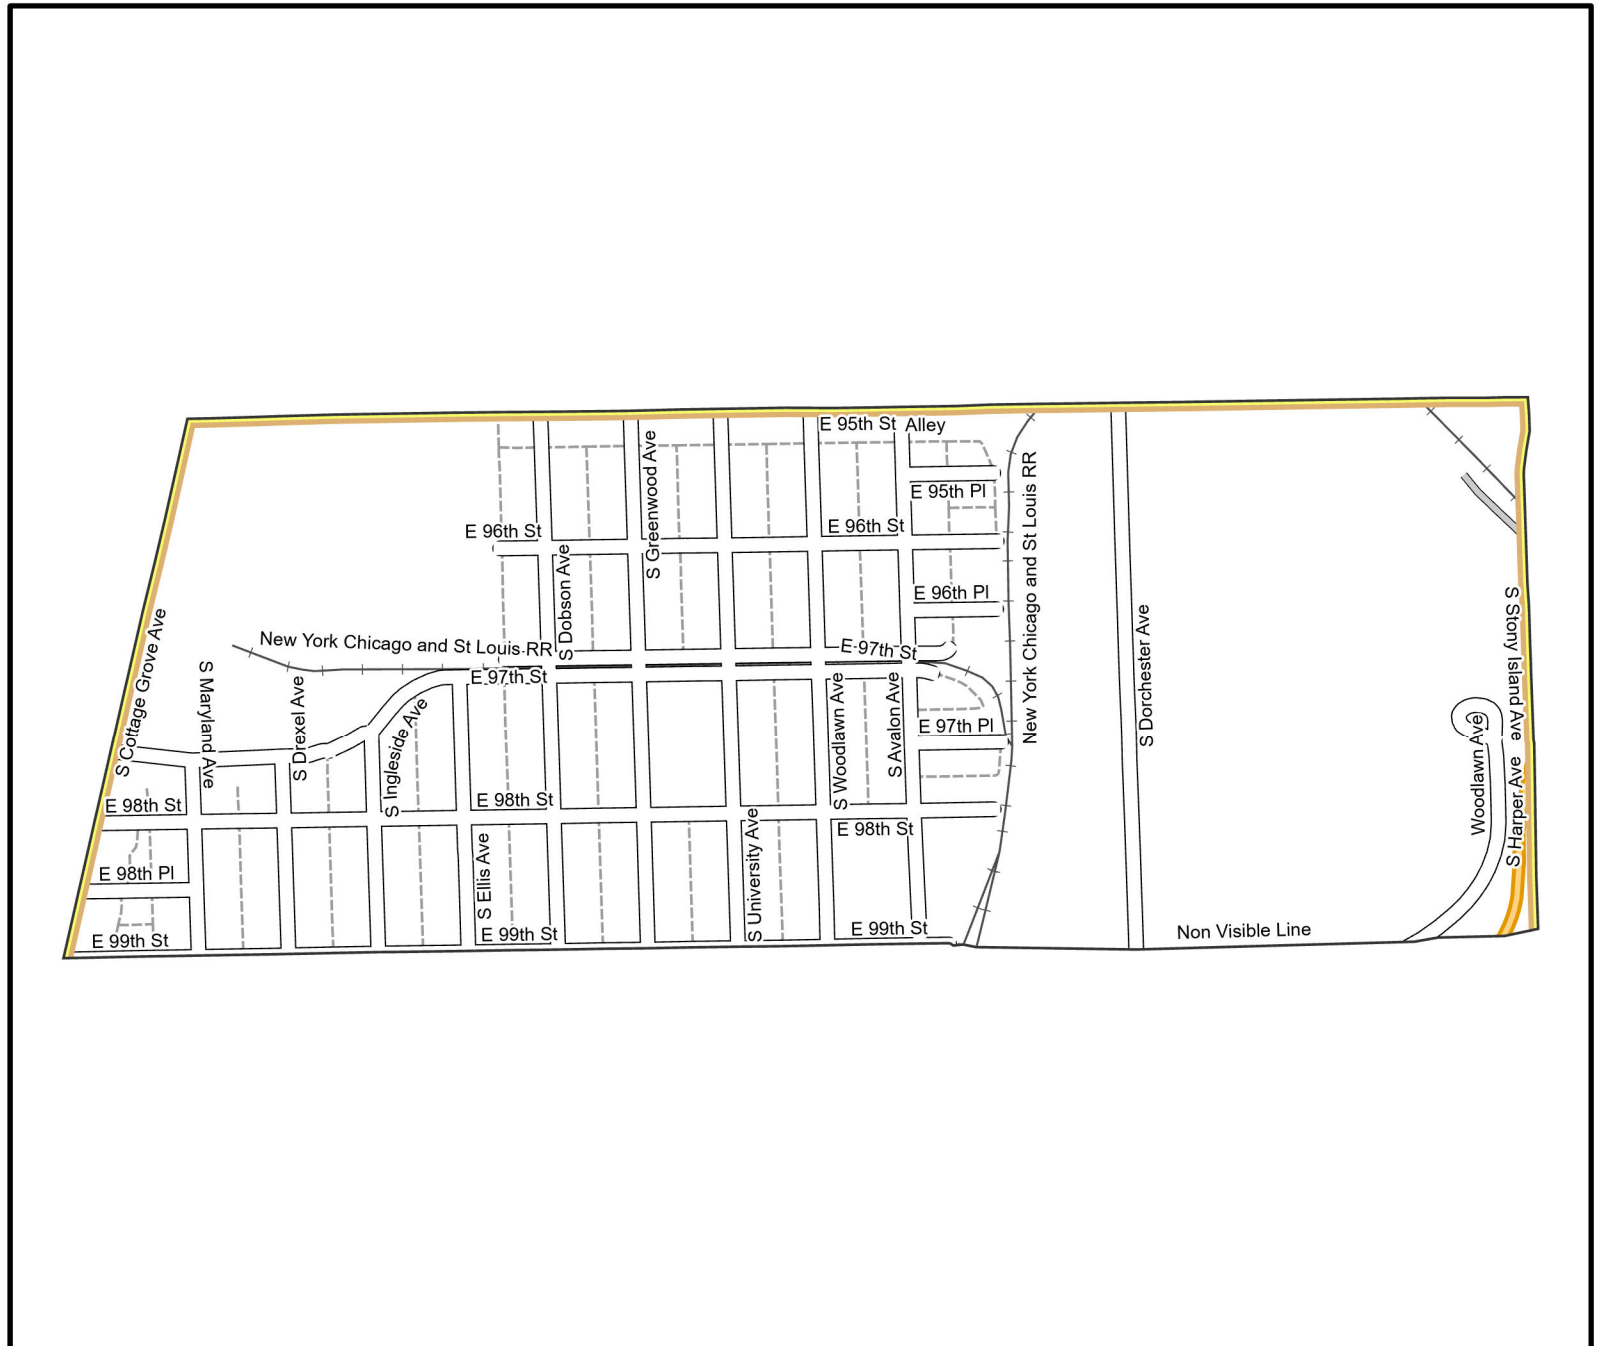 E 95th St
Alley
E 95th Pl
E 96th St
E 96th St
S Greenwood Ave
New York Chicago and St Louis RR
S Dobson Ave
E 96th Pl
S Cottage Grove Ave
New York Chicago and St Louis RR
E 97th St
E 97th St
S Maryland Ave
S Drexel Ave
S Ingleside Ave
S Woodlawn Ave
S Avalon Ave
E 97th Pl
S Dorchester Ave
S Stony Island Ave
Woodlawn Ave
S Harper Ave
E 98th St
E 98th St
E 98th St
S University Ave
S Ellis Ave
E 98th Pl
E 99th St
E 99th St
E 99th St
Non Visible Line